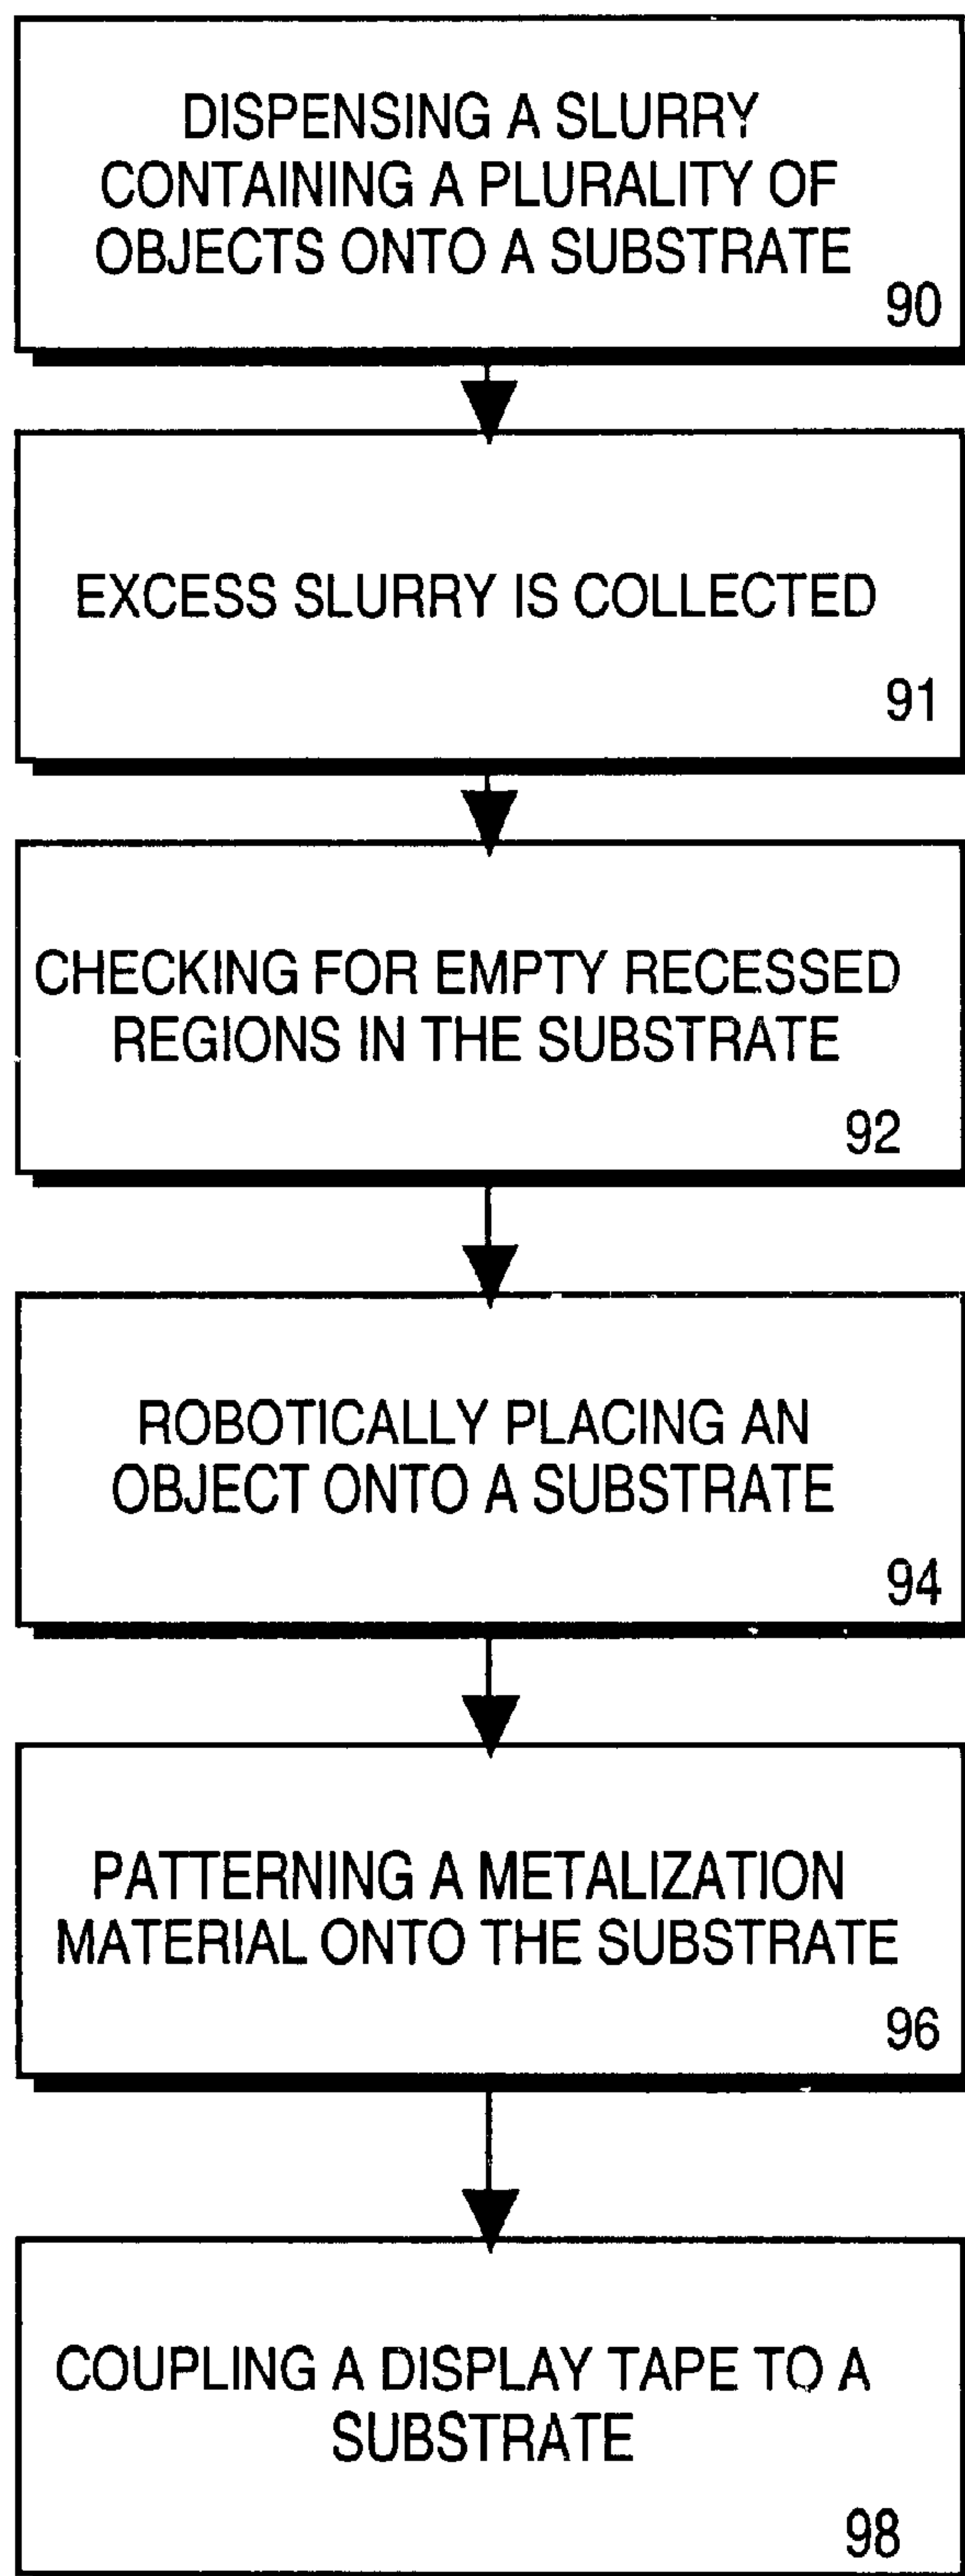 DISPENSING A SLURRY
CONTAINING A PLURALITY OF
OBJECTS ONTO A SUBSTRATE
90
EXCESS SLURRY IS COLLECTED
91
CHECKING FOR EMPTY RECESSED
REGIONS IN THE SUBSTRATE
92
ROBOTICALLY PLACING AN
OBJECT ONTO A SUBSTRATE
94
PATTERNING A METALIZATION
MATERIAL ONTO THE SUBSTRATE
96
COUPLING A DISPLAY TAPE TO A
SUBSTRATE
98